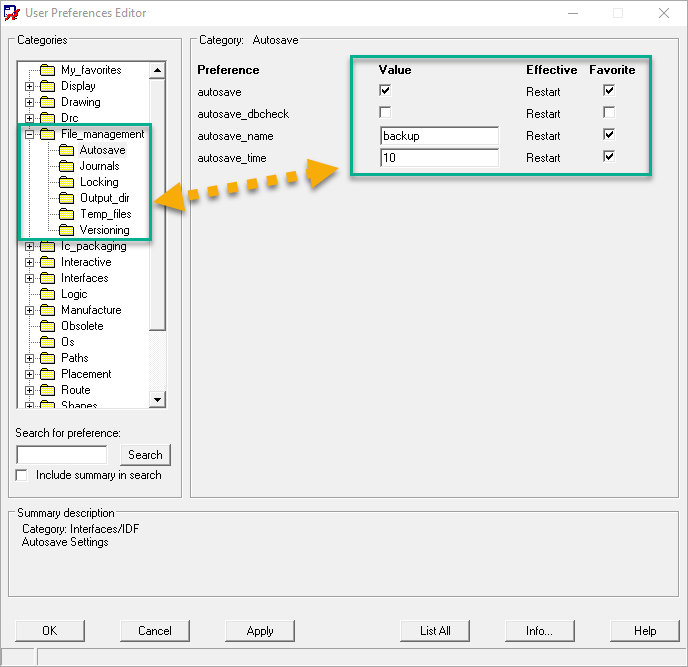 User Preferences Editor
Categories
My_favorites
Display
Drawing
Drc
File_management
Autosave
Journals
Locking
Output_dir
Temp_files
Versioning
Ic_packaging
Interactive
Interfaces
Logic
Manufacture
Obsolete
Os
Paths
Placement
Route
Shapes
Search for preference:
Search
Include summary in search
Category: Autosave
Preference Value Effective Favorite
autosave Restart
autosave_dbcheck Restart
autosave_name backup Restart
autosave_time 10 Restart
Summary description
Category: Interfaces/IDF
Autosave Settings
OK Cancel Apply List All Info... Help